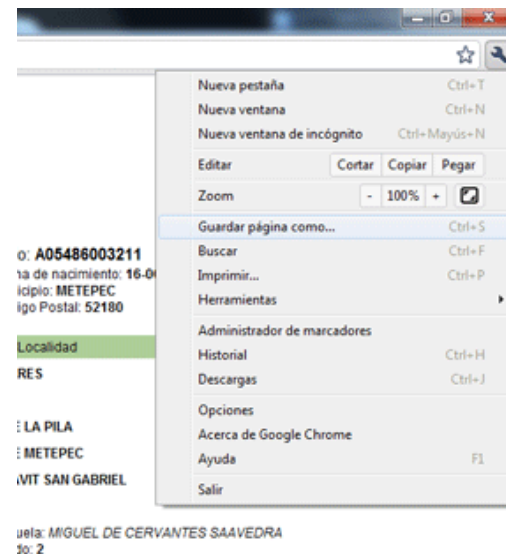 Nueva pestaña Ctrl+T
Nueva ventana Ctrl+N
Nueva ventana de incógnito Ctrl+Mayús+N
Editar Cortar Copiar Pegar
Zoom - 100% +
Guardar página como... Ctrl+S
Buscar Ctrl+F
Imprimir... Ctrl+P
Herramientas
Administrador de marcadores
Historial Ctrl+H
Descargas Ctrl+J
Opciones
Acerca de Google Chrome
Ayuda F1
Salir
o: A05486003211
de nacimiento: 16-0
icipio: METEPEC
igo Postal: 52180
Localidad
RES
E LA PILA
E METEPEC
VIT SAN GABRIEL
uela: MIGUEL DE CERVANTES SAAVEDRA
do: 2